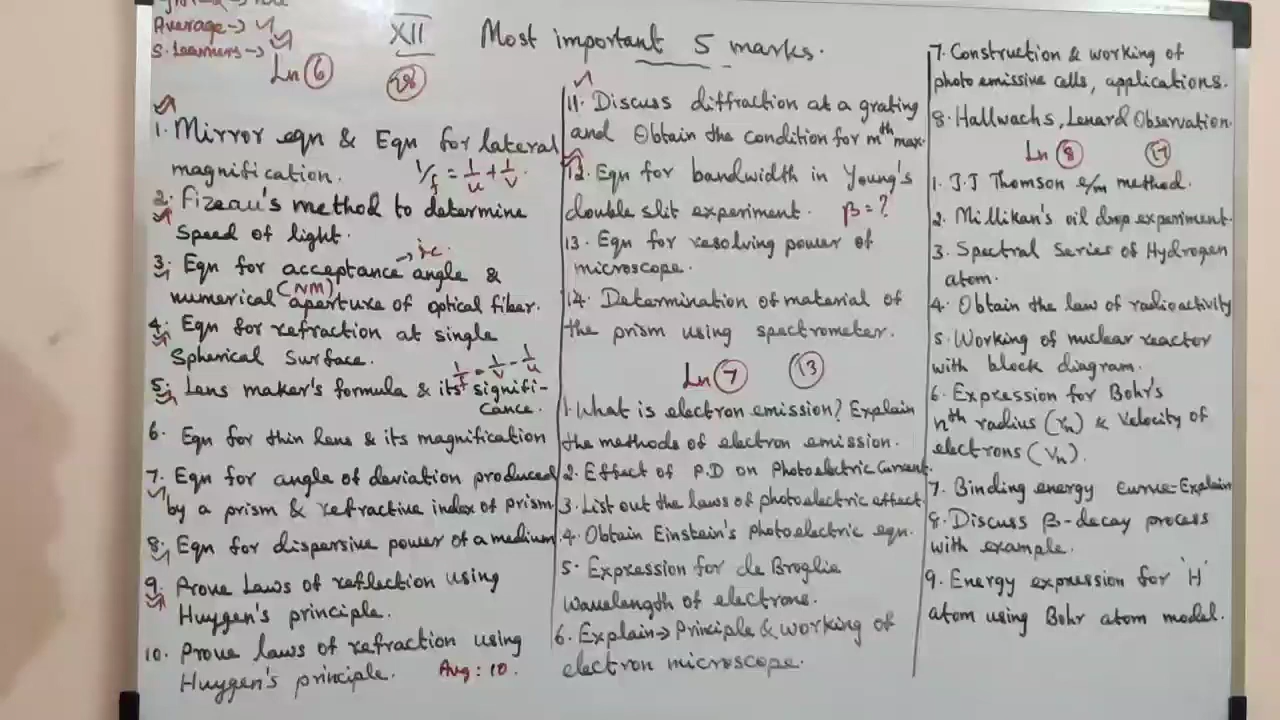 Average →
S. Learners →
Ln 6
XII
Most important 5 marks.
28
1. Mirror eqn & Eqn for lateral
magnification. 1/f = 1/u + 1/v.
2. Fizeau's method to determine
Speed of light.
→ ic.
3. Eqn for acceptance angle &
(NM)
numerical aperture of optical fiber.
4. Eqn for refraction at single
Spherical Surface.
1/f = 1/v - 1/u
5. Lens maker's formula & its signifi-
cance.
6. Eqn for thin lens & its magnification
7. Eqn for angle of deviation produced
by a prism & refractive index of prism
8. Eqn for dispersive power of a medium.
9. Prove Laws of reflection using
Huygen's principle.
10. Prove laws of refraction using
Huygen's principle. Avg: 10.
11. Discuss diffraction at a grating
and Obtain the condition for mth max.
12. Eqn for bandwidth in Young's
double slit experiment. β = ?
13. Eqn for resolving power of
microscope.
14. Determination of material of
the prism using spectrometer.
Ln 7 13
1. What is electron emission? Explain
the methods of electron emission.
2. Effect of P.D on Photoelectric Current.
3. List out the laws of photoelectric effect
4. Obtain Einstein's photoelectric eqn.
5. Expression for de Broglie
Wavelength of electrons.
6. Explain → Principle & working of
electron microscope.
7. Construction & working of
photo emissive cells, applications.
8. Hallwachs, Lenard Observation.
Ln 8
1. J.J Thomson e/m method.
2. Millikan's oil drop experiment.
3. Spectral Series of Hydrogen
atom.
4. Obtain the law of radioactivity
5. Working of nuclear reactor
with block diagram.
6. Expression for Bohr's
nth radius (rn) & Velocity of
electrons (Vn).
7. Binding energy curve-Explain
8. Discuss β-decay process
with example.
9. Energy expression for 'H'
atom using Bohr atom model.